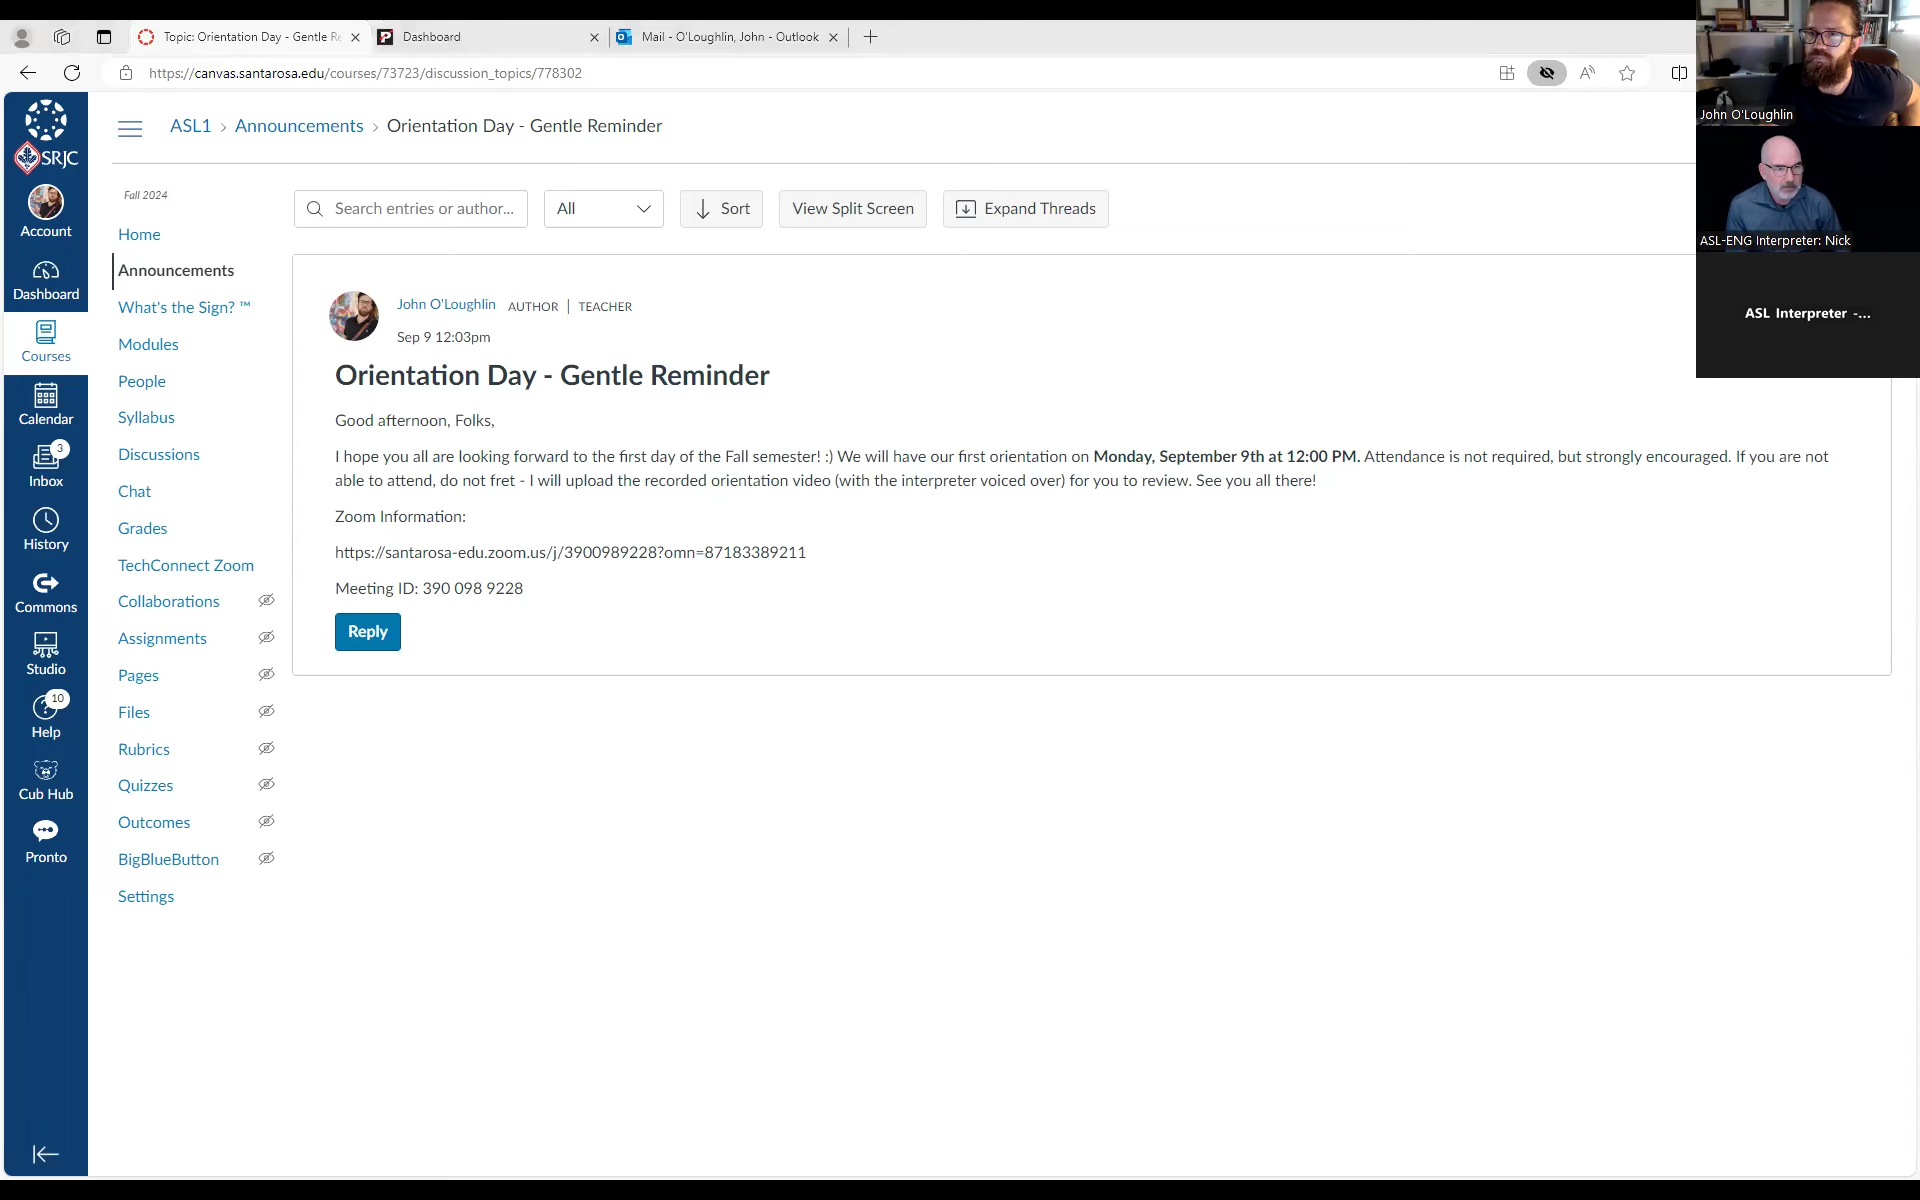 Topic: Orientation Day - Gentle Re
Dashboard
Mail - O'Loughlin, John - Outlook
https://canvas.santarosa.edu/courses/73723/discussion_topics/778302
John O'Loughlin
ASL-ENG Interpreter: Nick
ASL Interpreter -...
SRJC
Account
Dashboard
Courses
Calendar
3
Inbox
History
Commons
Studio
10
Help
Cub Hub
Pronto
ASL1 › Announcements › Orientation Day - Gentle Reminder
Fall 2024
Home
Announcements
What's the Sign? ™
Modules
People
Syllabus
Discussions
Chat
Grades
TechConnect Zoom
Collaborations
Assignments
Pages
Files
Rubrics
Quizzes
Outcomes
BigBlueButton
Settings
Search entries or author...
All
Sort
View Split Screen
Expand Threads
John O'Loughlin AUTHOR | TEACHER
Sep 9 12:03pm
Orientation Day - Gentle Reminder
Good afternoon, Folks,
I hope you all are looking forward to the first day of the Fall semester! :) We will have our first orientation on Monday, September 9th at 12:00 PM. Attendance is not required, but strongly encouraged. If you are not
able to attend, do not fret - I will upload the recorded orientation video (with the interpreter voiced over) for you to review. See you all there!
Zoom Information:
https://santarosa-edu.zoom.us/j/3900989228?omn=87183389211
Meeting ID: 390 098 9228
Reply